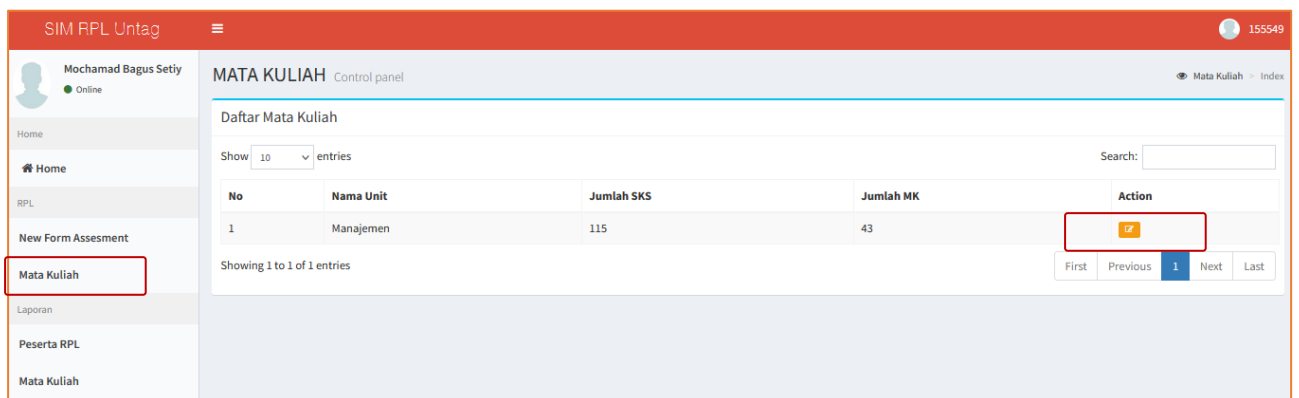 SIM RPL Untag
155549
Mochamad Bagus Setiy
Online
Home
Home
RPL
New Form Assesment
Mata Kuliah
Laporan
Peserta RPL
Mata Kuliah
MATA KULIAH Control panel
Mata Kuliah > Index
Daftar Mata Kuliah
Show 10 entries
Search:
No Nama Unit Jumlah SKS Jumlah MK Action
1 Manajemen 115 43
Showing 1 to 1 of 1 entries
First Previous 1 Next Last